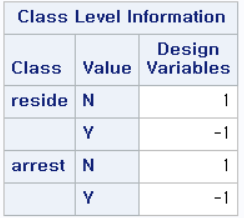 Class Level Information
Class Value Design Variables
reside N 1
Y -1
arrest N 1
Y -1